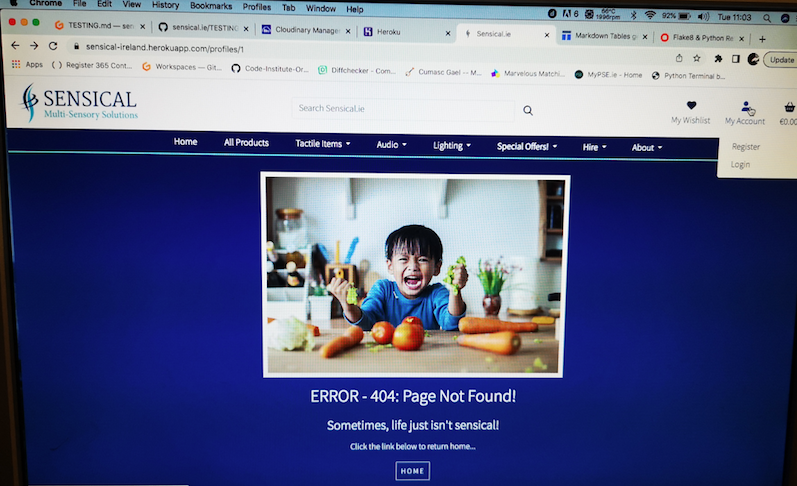 Chrome File Edit View History Bookmarks Profiles Tab Window Help
6 66°C 1996rpm 92% Tue 11:03
TESTING.md — sen sensical.ie/TESTING Cloudinary Manage Heroku Sensical.ie Markdown Tables g Flake8 & Python Re
sensical-ireland.herokuapp.com/profiles/1 Update
Apps ( ) Register 365 Cont... Workspaces — Git... Code-Institute-Or... Diffchecker - Com... Cumasc Gael -- M... Marvelous Matchi... MyPSE.ie - Home Python Terminal b...
SENSICAL
Multi-Sensory Solutions
Search Sensical.ie
My Wishlist My Account €0.00
Register
Login
Home All Products Tactile Items Audio Lighting Special Offers! Hire About
ERROR - 404: Page Not Found!
Sometimes, life just isn't sensical!
Click the link below to return home...
HOME